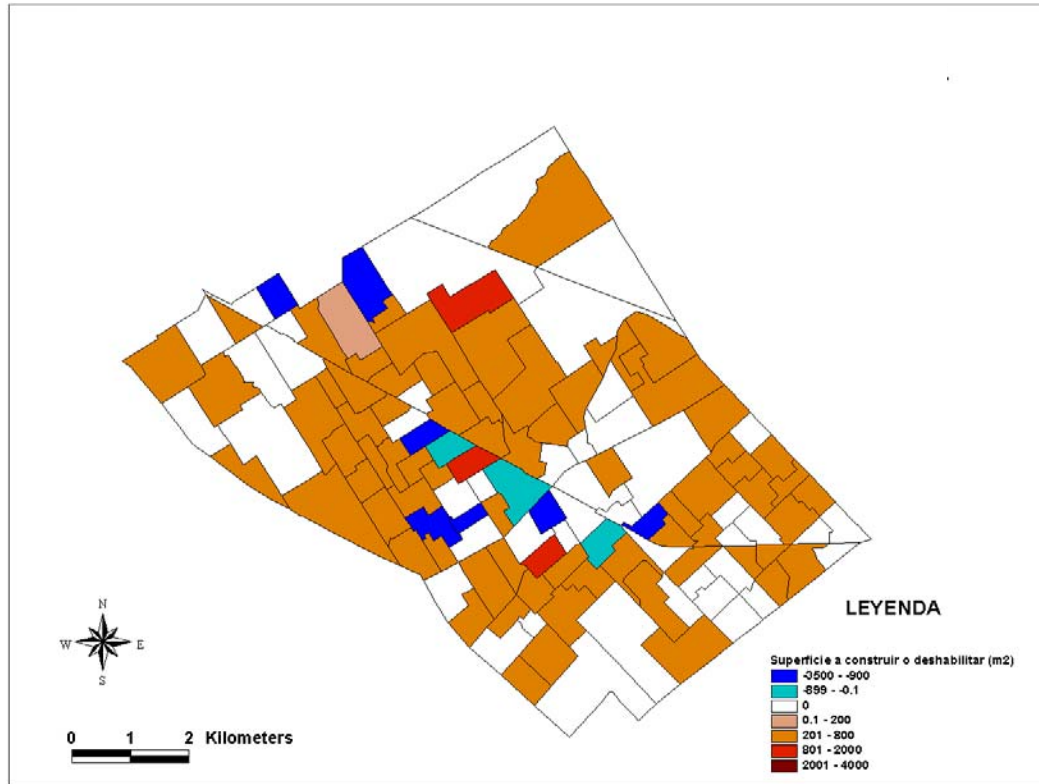 N
W E
S
0 1 2 Kilometers
LEYENDA
Superficie a construir o deshabilitar (m2)
-3500 - -900
-899 - -0.1
0
0.1 - 200
201 - 800
801 - 2000
2001 - 4000